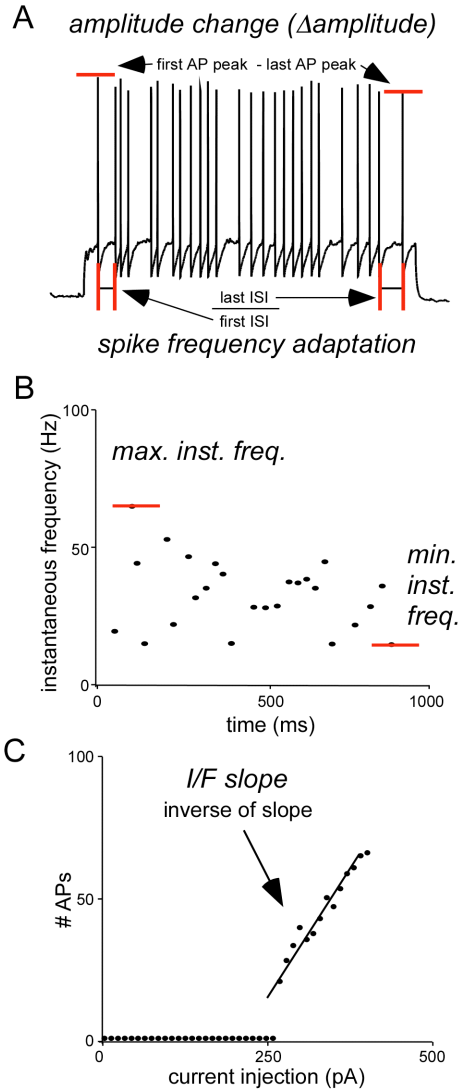 A
amplitude change (Δamplitude)
first AP peak - last AP peak
last ISI
first ISI
spike frequency adaptation
B
instantaneous frequency (Hz)
100
50
0
max. inst. freq.
min.
inst.
freq.
0
500
1000
time (ms)
C
# APs
100
50
0
I/F slope
inverse of slope
0
250
500
current injection (pA)